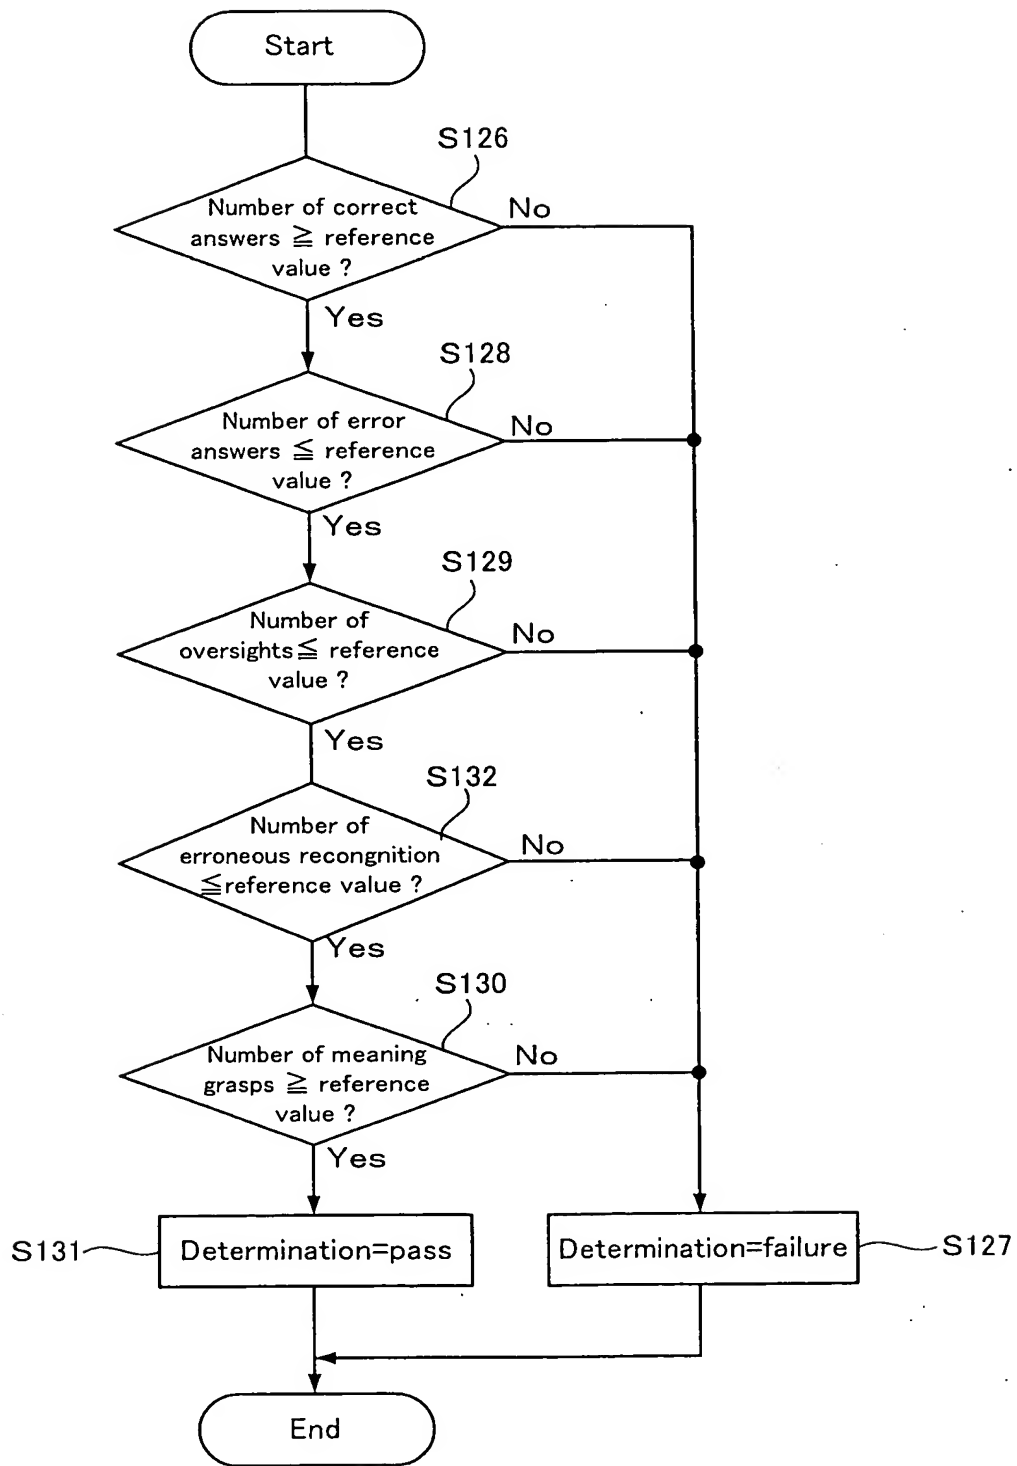 Start
S126
Number of correct
answers ≧ reference
value ?
No
Yes
S128
Number of error
answers ≦ reference
value ?
No
Yes
S129
Number of
oversights≦ reference
value ?
No
Yes
S132
Number of
erroneous recongnition
≦reference value ?
No
Yes
S130
Number of meaning
grasps ≧ reference
value ?
No
Yes
S131
Determination=pass
Determination=failure
S127
End